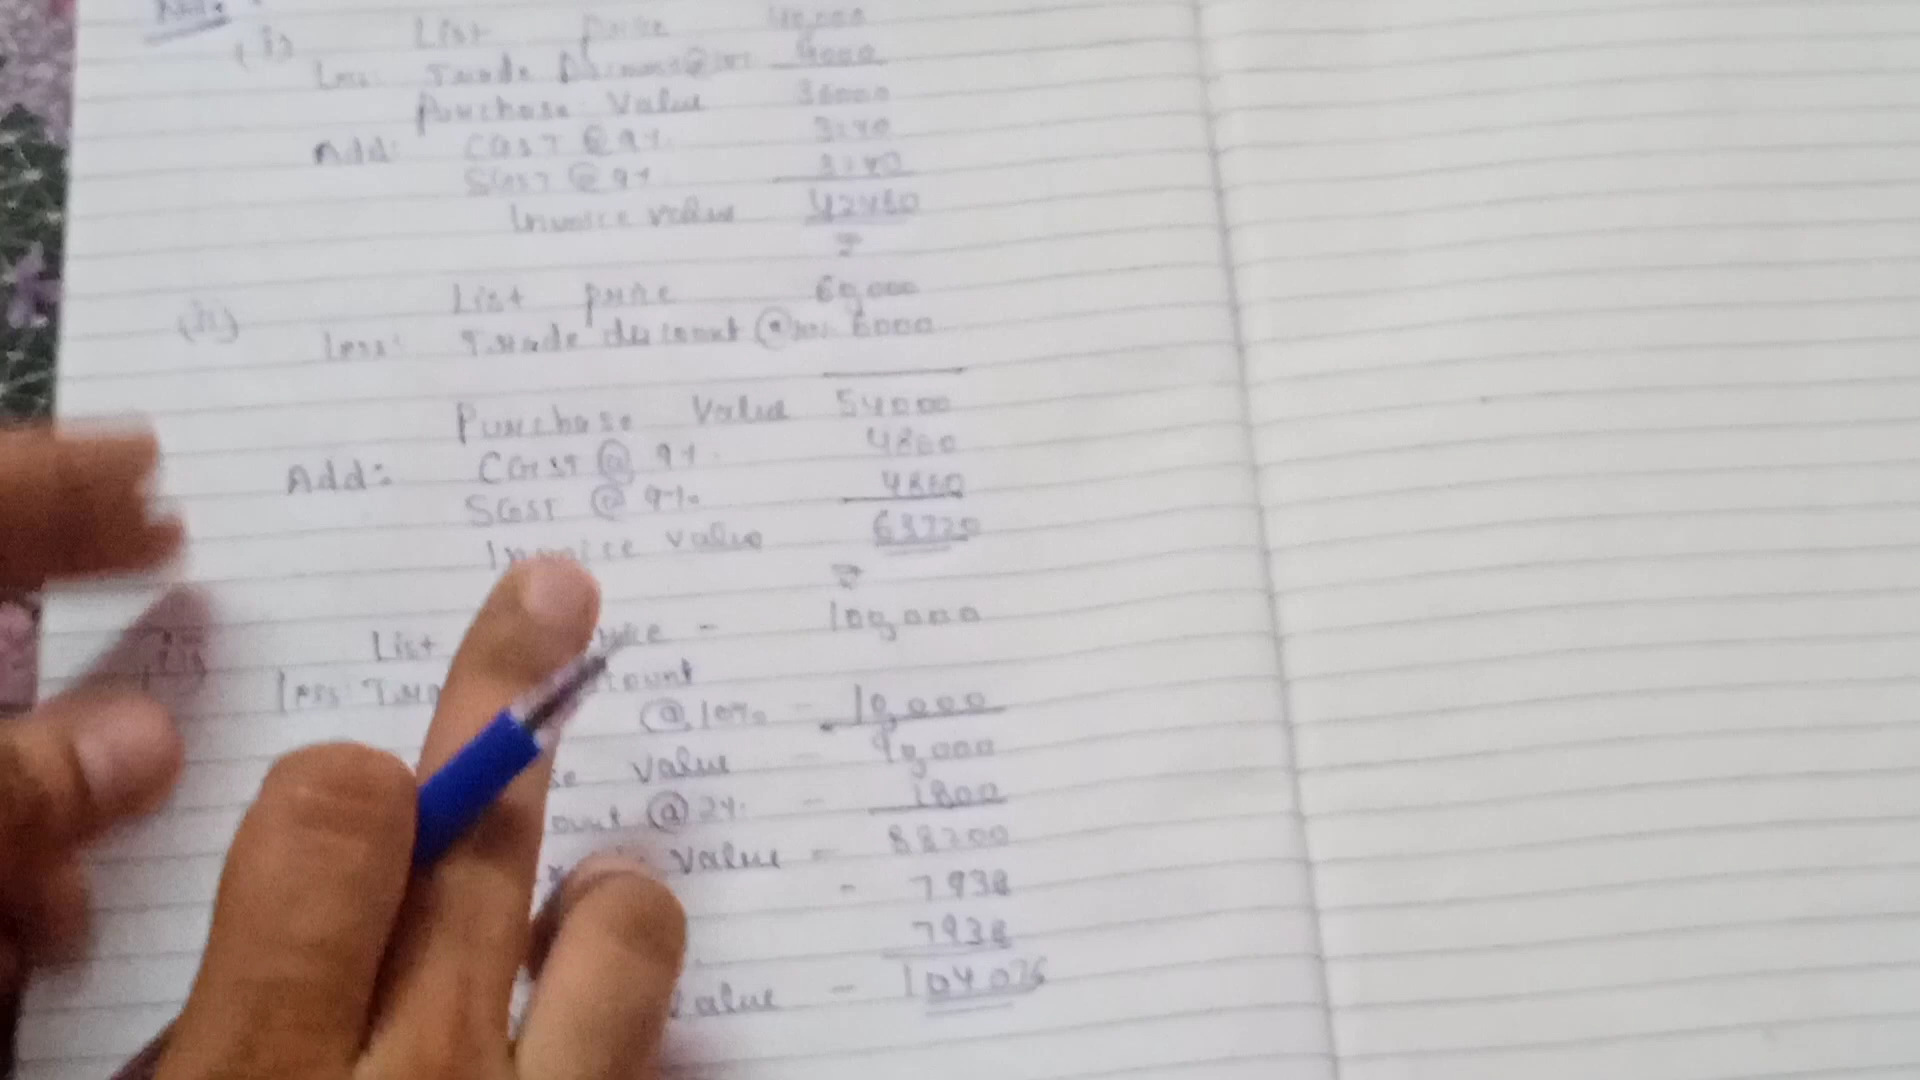 (i) List price 40,000
Less: Trade Discount@10% 4000
Purchase Value 36000
Add: CGST @ 9% 3240
SGST @ 9% 3240
Invoice value 42480
₹
(ii) List price 60,000
Less: Trade discount @10% 6000
Purchase Value 54000
Add: CGST @ 9% 4860
SGST @ 9% 4860
Invoice value 63720
₹
List - 100,000
Less:
@ 10% - 10,000
value - 90,000
@ 2% - 1800
value - 88200
- 7938
7938
value - 104076